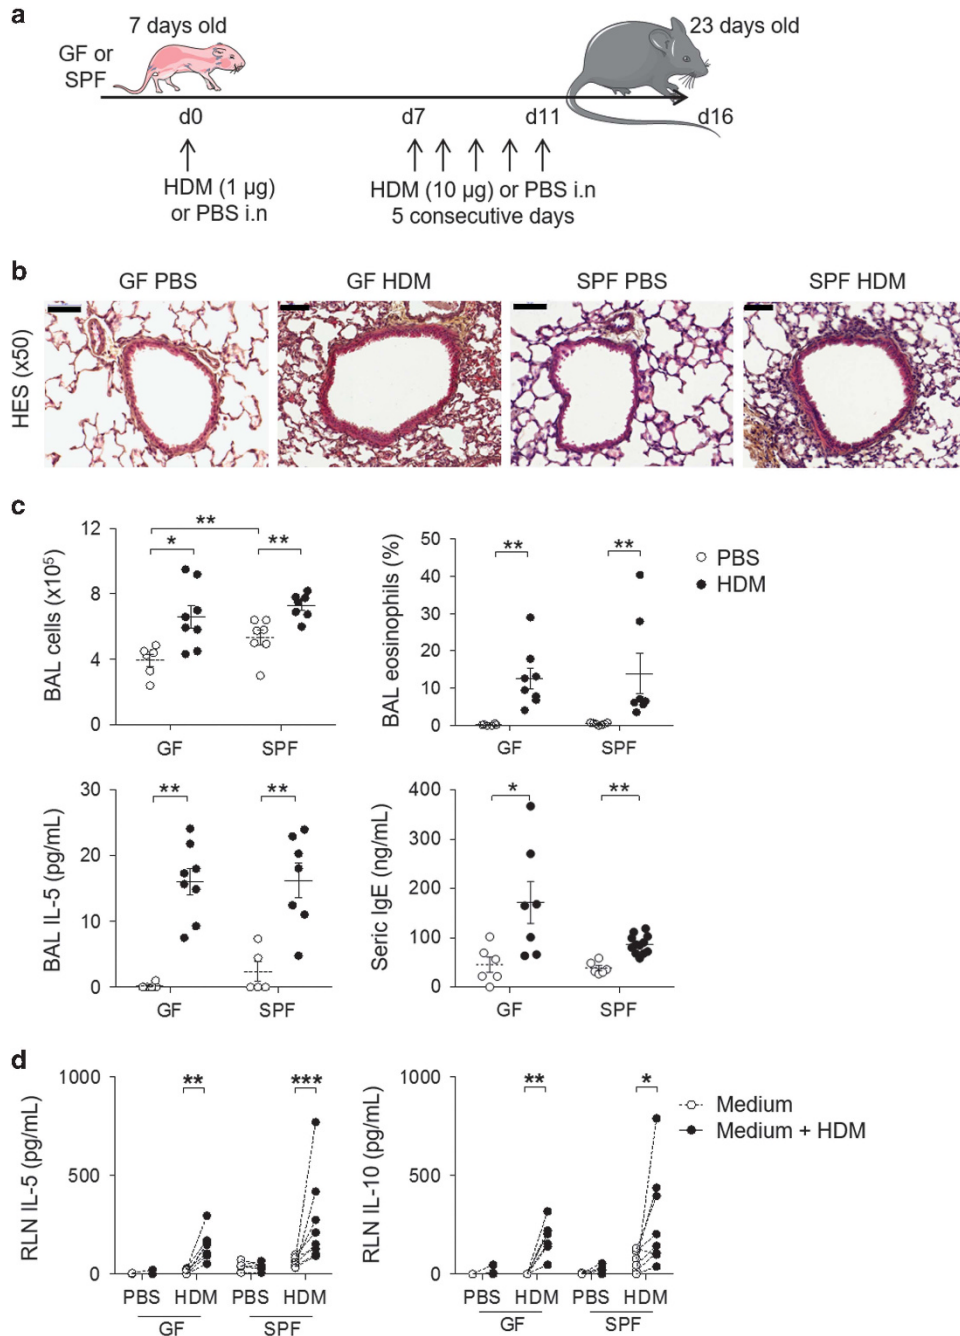 a
7 days old
23 days old
GF or
SPF
d0
d7
d11
d16
HDM (1 µg)
or PBS i.n
HDM (10 µg) or PBS i.n
5 consecutive days
b
GF PBS
GF HDM
SPF PBS
SPF HDM
HES (x50)
c
BAL cells (x10⁵)
12
8
4
0
**
*
**
GF
SPF
BAL eosinophils (%)
50
40
30
20
10
0
**
**
GF
SPF
PBS
HDM
BAL IL-5 (pg/mL)
30
20
10
0
**
**
GF
SPF
Seric IgE (ng/mL)
400
300
200
100
0
*
**
GF
SPF
d
RLN IL-5 (pg/mL)
1000
500
0
**
***
PBS HDM PBS HDM
GF
SPF
RLN IL-10 (pg/mL)
1000
500
0
**
*
PBS HDM PBS HDM
GF
SPF
Medium
Medium + HDM